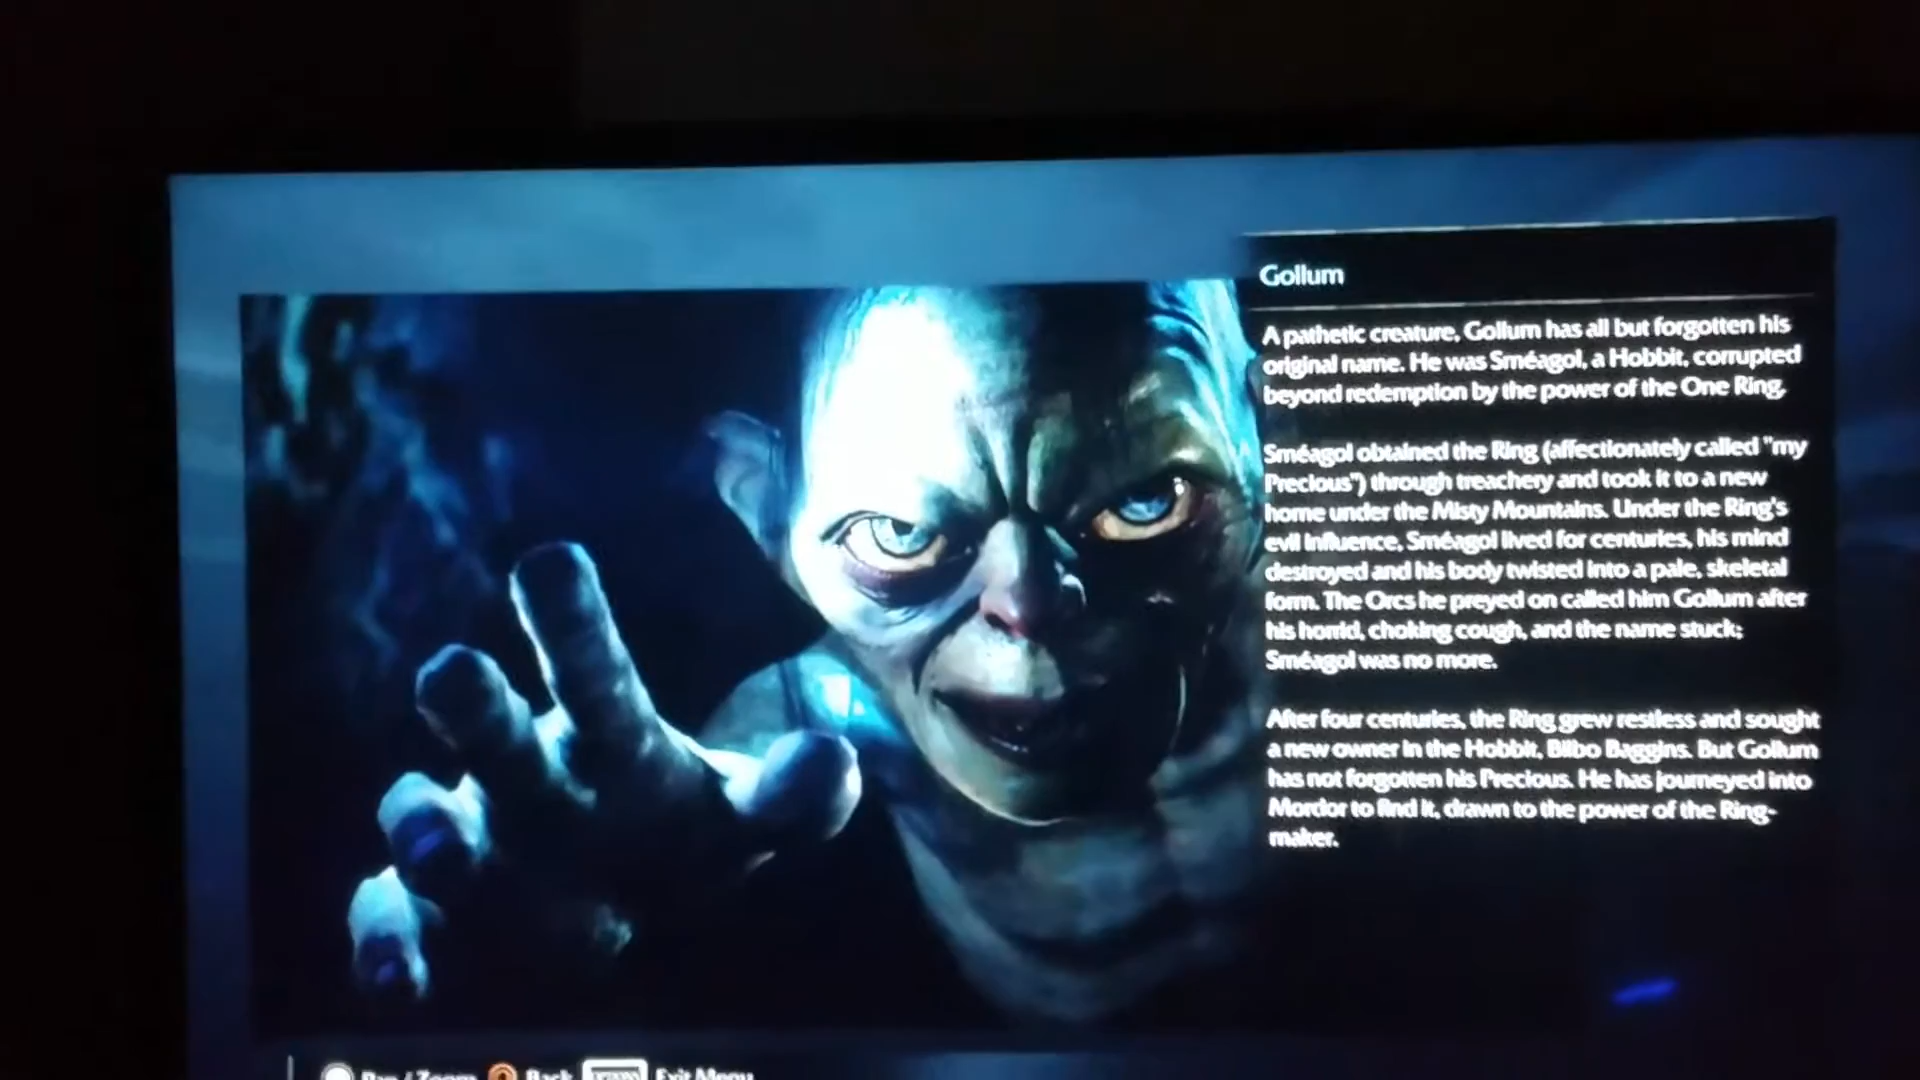 Gollum
A pathetic creature, Gollum has all but forgotten his
original name. He was Sméagol, a Hobbit, corrupted
beyond redemption by the power of the One Ring.
Sméagol obtained the Ring (affectionately called "my
Precious") through treachery and took it to a new
home under the Misty Mountains. Under the Ring's
evil influence, Sméagol lived for centuries, his mind
destroyed and his body twisted into a pale, skeletal
form. The Orcs he preyed on called him Gollum after
his horrid, choking cough, and the name stuck;
Sméagol was no more.
After four centuries, the Ring grew restless and sought
a new owner in the Hobbit, Bilbo Baggins. But Gollum
has not forgotten his Precious. He has journeyed into
Mordor to find it, drawn to the power of the Ring-
maker.
Pan / Zoom Back Exit Menu